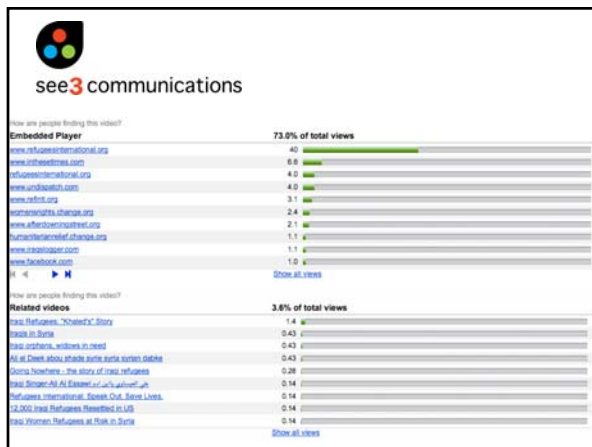 see3 communications
How are people finding this video?
Embedded Player 73.0% of total views
www.refugeesinternational.org 40
www.inthesetimes.com 6.6
refugeesinternational.org 4.0
www.undispatch.com 4.0
www.refintl.org 3.1
womensrights.change.org 2.4
www.afterdowningstreet.org 2.1
humanitarianrelief.change.org 1.1
www.iraqslogger.com 1.1
www.facebook.com 1.0
Show all views
How are people finding this video?
Related videos 3.6% of total views
Iraqi Refugees: "Khaled's" Story 1.4
Iraqis in Syria 0.43
Iraqi orphans, widows in need 0.43
Ali el Deek abou shade syrie syria syrian dabke 0.43
Going Nowhere - the story of iraqi refugees 0.28
Iraqi Singer-Ali Al Essawi 0.14
Refugees International: Speak Out. Save Lives. 0.14
12,000 Iraqi Refugees Resettled in US 0.14
Iraqi Women Refugees at Risk in Syria 0.14
Show all views